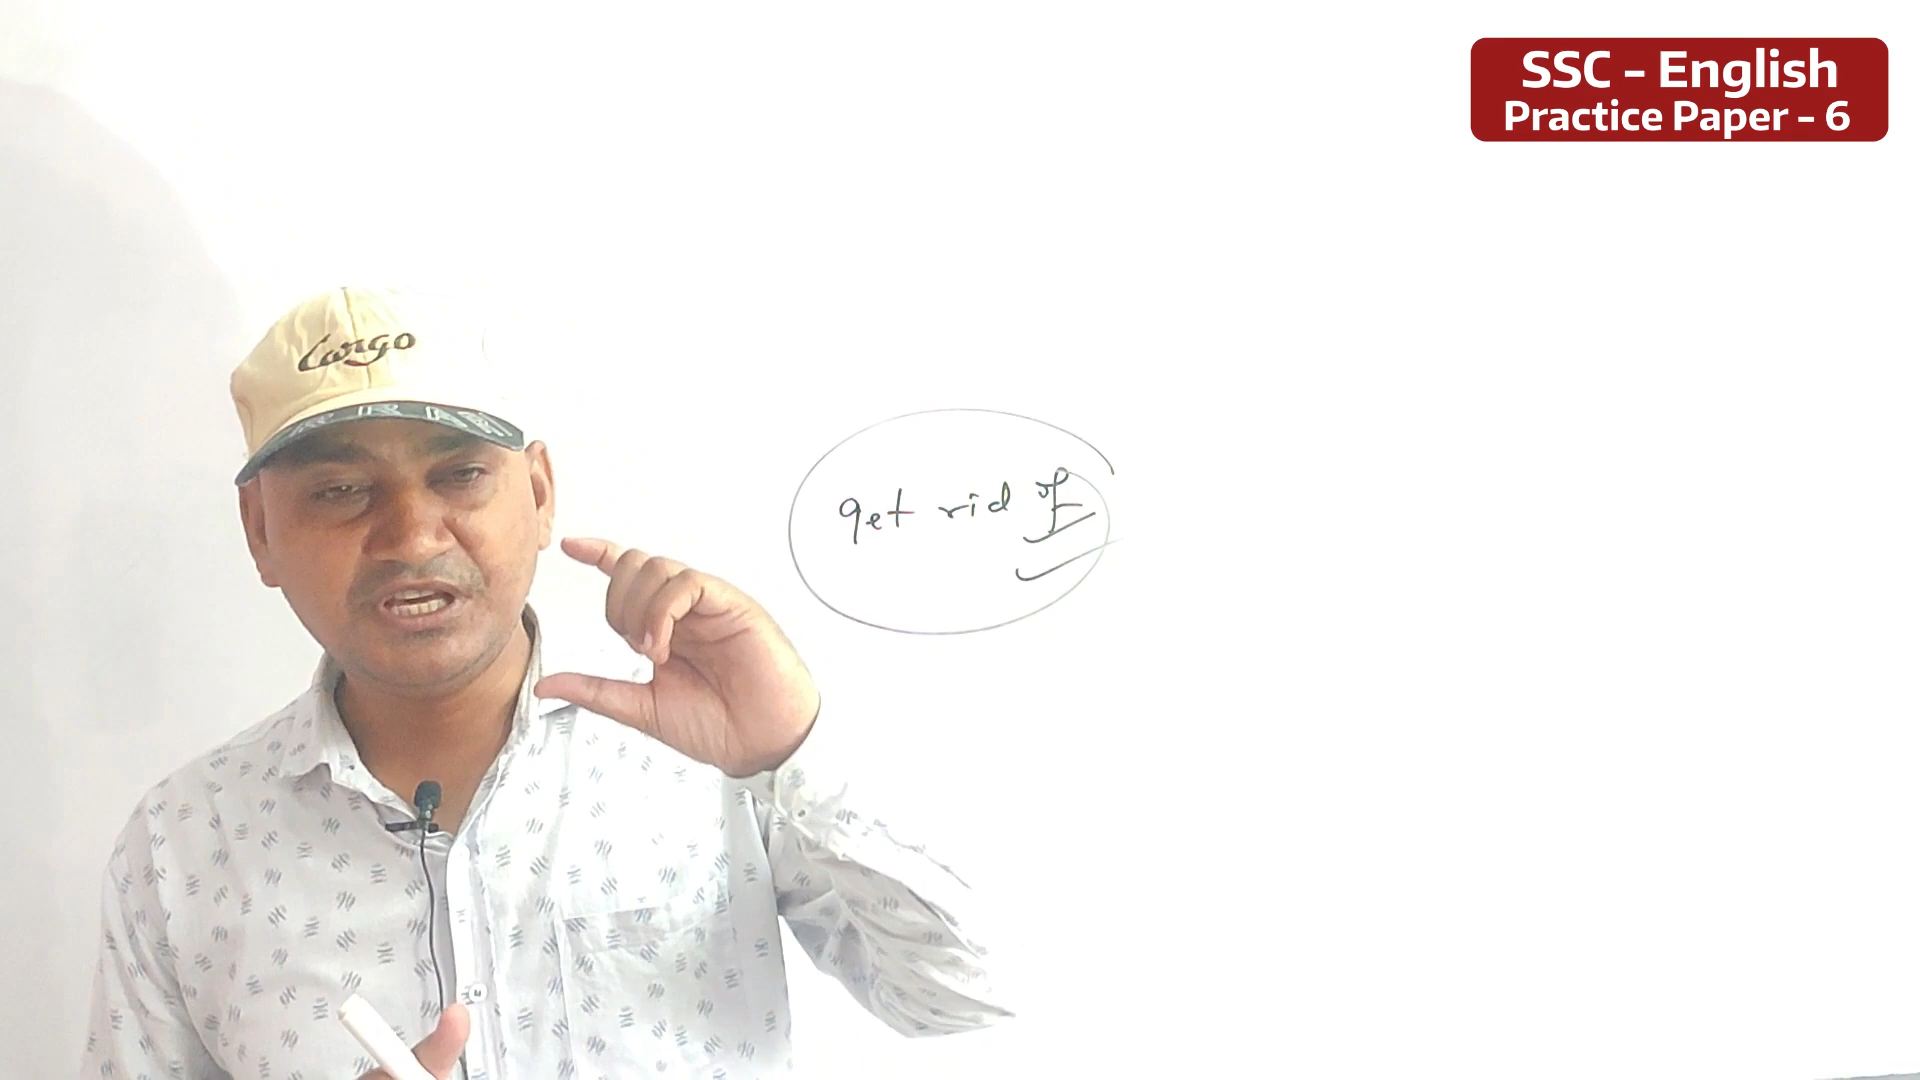 SSC - English
Practice Paper - 6
Cargo
get rid of